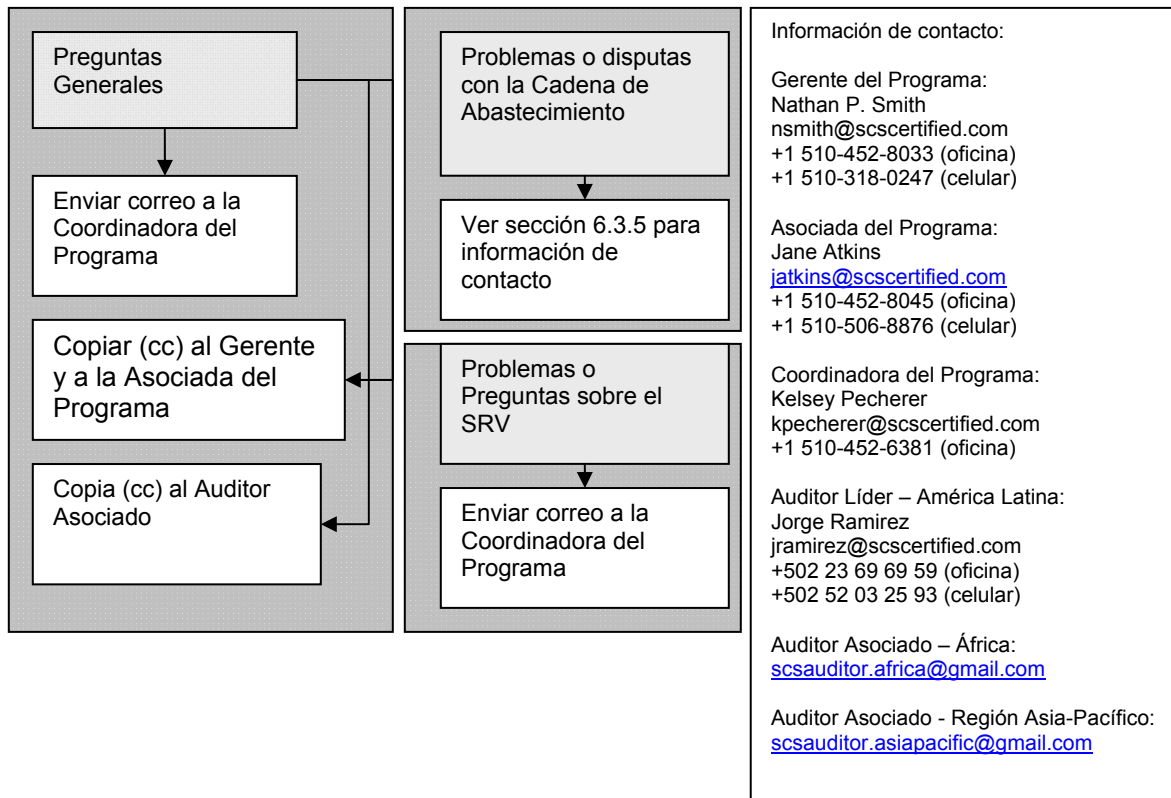 Preguntas
Generales
Enviar correo a la
Coordinadora del
Programa
Copiar (cc) al Gerente
y a la Asociada del
Programa
Copia (cc) al Auditor
Asociado
Problemas o disputas
con la Cadena de
Abastecimiento
Ver sección 6.3.5 para
información de
contacto
Problemas o
Preguntas sobre el
SRV
Enviar correo a la
Coordinadora del
Programa
Información de contacto:
Gerente del Programa:
Nathan P. Smith
nsmith@scscertified.com
+1 510-452-8033 (oficina)
+1 510-318-0247 (celular)
Asociada del Programa:
Jane Atkins
jatkins@scscertified.com
+1 510-452-8045 (oficina)
+1 510-506-8876 (celular)
Coordinadora del Programa:
Kelsey Pecherer
kpecherer@scscertified.com
+1 510-452-6381 (oficina)
Auditor Líder – América Latina:
Jorge Ramirez
jramirez@scscertified.com
+502 23 69 69 59 (oficina)
+502 52 03 25 93 (celular)
Auditor Asociado – África:
scsauditor.africa@gmail.com
Auditor Asociado - Región Asia-Pacífico:
scsauditor.asiapacific@gmail.com